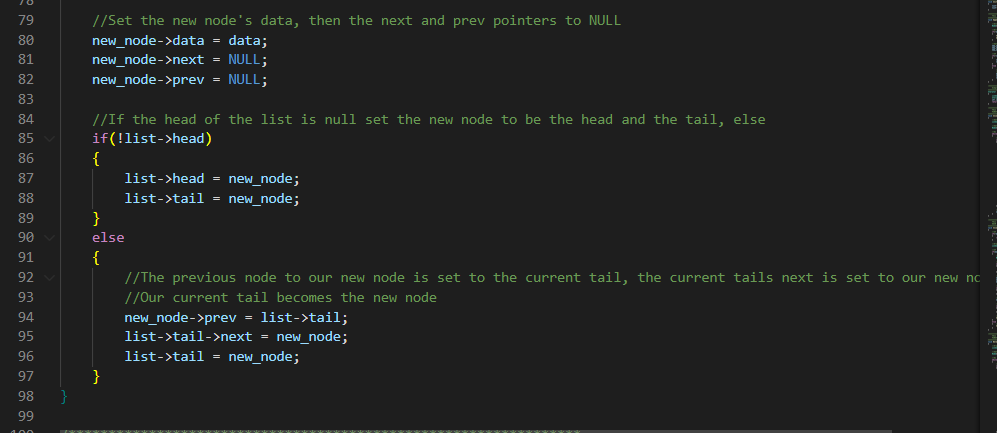 78
79 //Set the new node's data, then the next and prev pointers to NULL
80 new_node->data = data;
81 new_node->next = NULL;
82 new_node->prev = NULL;
83
84 //If the head of the list is null set the new node to be the head and the tail, else
85 if(!list->head)
86 {
87 list->head = new_node;
88 list->tail = new_node;
89 }
90 else
91 {
92 //The previous node to our new node is set to the current tail, the current tails next is set to our new
93 //Our current tail becomes the new node
94 new_node->prev = list->tail;
95 list->tail->next = new_node;
96 list->tail = new_node;
97 }
98 }
99